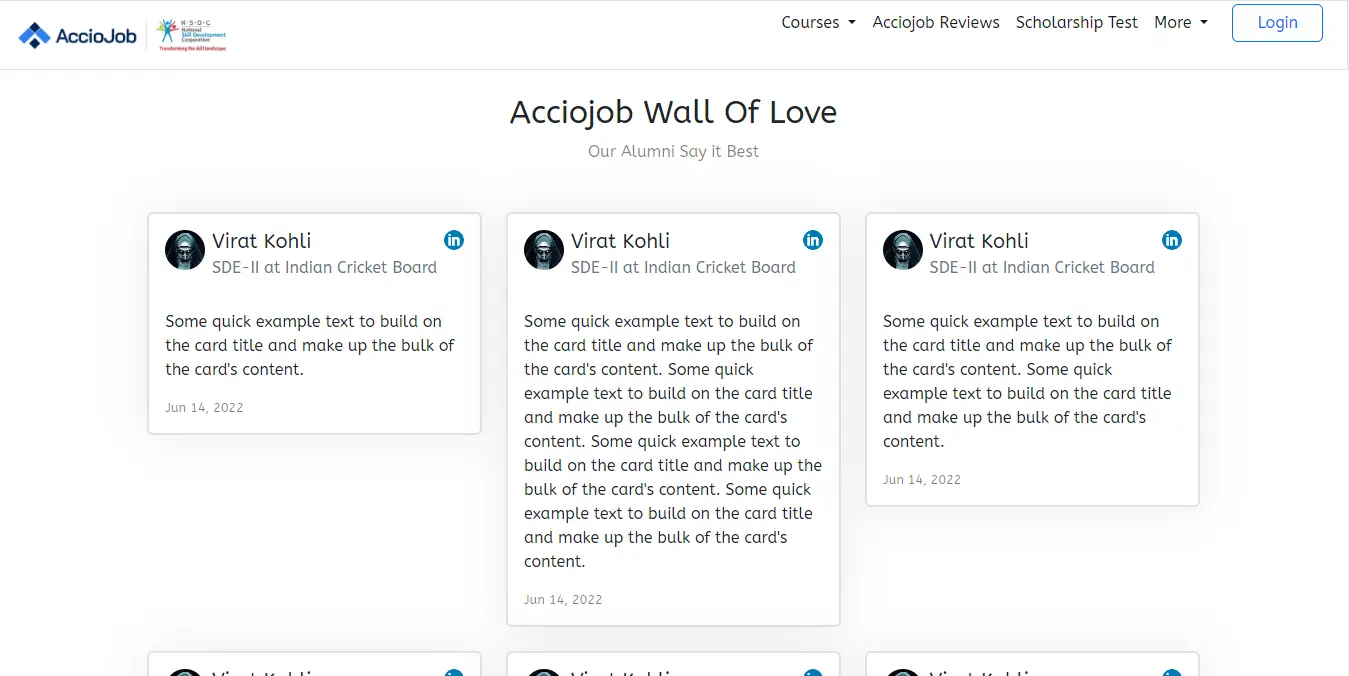 AccioJob
N-S-D-C
National
Skill Development
Corporation
Transforming the skill landscape
Courses
Acciojob Reviews
Scholarship Test
More
Login
Acciojob Wall Of Love
Our Alumni Say it Best
Virat Kohli
SDE-II at Indian Cricket Board
Some quick example text to build on
the card title and make up the bulk of
the card's content.
Jun 14, 2022
Virat Kohli
SDE-II at Indian Cricket Board
Some quick example text to build on
the card title and make up the bulk of
the card's content. Some quick
example text to build on the card title
and make up the bulk of the card's
content. Some quick example text to
build on the card title and make up the
bulk of the card's content. Some quick
example text to build on the card title
and make up the bulk of the card's
content.
Jun 14, 2022
Virat Kohli
SDE-II at Indian Cricket Board
Some quick example text to build on
the card title and make up the bulk of
the card's content. Some quick
example text to build on the card title
and make up the bulk of the card's
content.
Jun 14, 2022
Virat Kohli
Virat Kohli
Virat Kohli